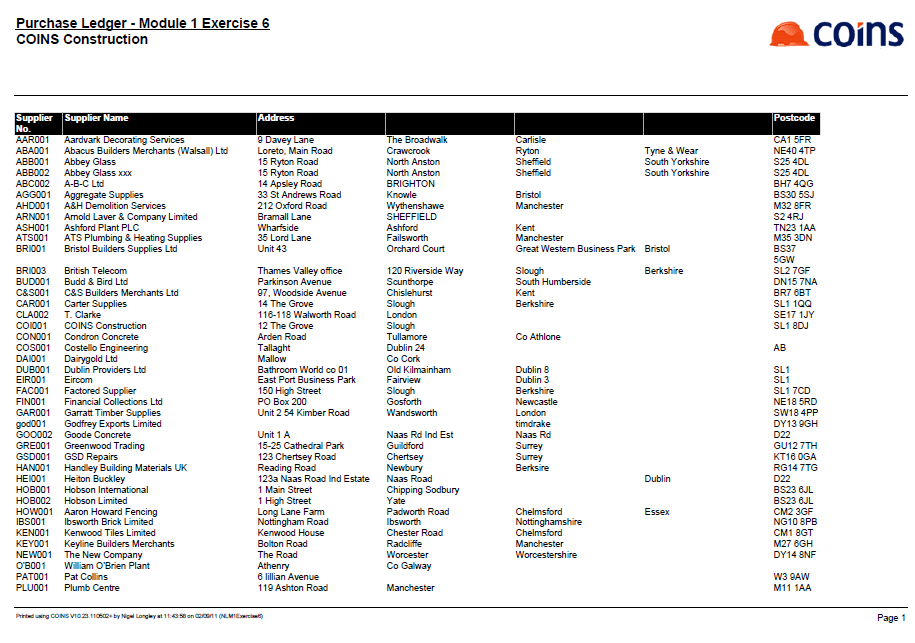 Purchase Ledger - Module 1 Exercise 6
COINS Construction
coins
Supplier No. Supplier Name Address Postcode
AAR001 Aardvark Decorating Services 9 Davey Lane The Broadwalk Carlisle CA1 5FR
ABA001 Abacus Builders Merchants (Walsall) Ltd Loreto, Main Road Crawcrook Ryton Tyne & Wear NE40 4TP
ABB001 Abbey Glass 15 Ryton Road North Anston Sheffield South Yorkshire S25 4DL
ABB002 Abbey Glass xxx 15 Ryton Road North Anston Sheffield South Yorkshire S25 4DL
ABC002 A-B-C Ltd 14 Apsley Road BRIGHTON BH7 4QG
AGG001 Aggregate Supplies 33 St Andrews Road Knowle Bristol BS30 5SJ
AHD001 A&H Demolition Services 212 Oxford Road Wythenshawe Manchester M32 8FR
ARN001 Arnold Laver & Company Limited Bramall Lane SHEFFIELD S2 4RJ
ASH001 Ashford Plant PLC Wharfside Ashford Kent TN23 1AA
ATS001 ATS Plumbing & Heating Supplies 35 Lord Lane Failsworth Manchester M35 3DN
BRI001 Bristol Builders Supplies Ltd Unit 43 Orchard Court Great Western Business Park Bristol BS37
5GW
BRI003 British Telecom Thames Valley office 120 Riverside Way Slough Berkshire SL2 7GF
BUD001 Budd & Bird Ltd Parkinson Avenue Scunthorpe South Humberside DN15 7NA
C&S001 C&S Builders Merchants Ltd 97, Woodside Avenue Chislehurst Kent BR7 6BT
CAR001 Carter Supplies 14 The Grove Slough Berkshire SL1 1QQ
CLA002 T. Clarke 116-118 Walworth Road London SE17 1JY
COI001 COINS Construction 12 The Grove Slough SL1 8DJ
CON001 Condron Concrete Arden Road Tullamore Co Athlone
COS001 Costello Engineering Tallaght Dublin 24 AB
DAI001 Dairygold Ltd Mallow Co Cork
DUB001 Dublin Providers Ltd Bathroom World co 01 Old Kilmainham Dublin 8 SL1
EIR001 Eircom East Port Business Park Fairview Dublin 3 SL1
FAC001 Factored Supplier 150 High Street Slough Berkshire SL1 7CD
FIN001 Financial Collections Ltd PO Box 200 Gosforth Newcastle NE18 5RD
GAR001 Garratt Timber Supplies Unit 2 54 Kimber Road Wandsworth London SW18 4PP
god001 Godfrey Exports Limited timdrake DY13 9GH
GOO002 Goode Concrete Unit 1 A Naas Rd Ind Est Naas Rd D22
GRE001 Greenwood Trading 15-25 Cathedral Park Guildford Surrey GU12 7TH
GSD001 GSD Repairs 123 Chertsey Road Chertsey Surrey KT16 0GA
HAN001 Handley Building Materials UK Reading Road Newbury Berksire RG14 7TG
HEI001 Heiton Buckley 123a Naas Road Ind Estate Naas Road Dublin D22
HOB001 Hobson International 1 Main Street Chipping Sodbury BS23 6JL
HOB002 Hobson Limited 1 High Street Yate BS23 6JL
HOW001 Aaron Howard Fencing Long Lane Farm Padworth Road Chelmsford Essex CM2 3GF
IBS001 Ibsworth Brick Limited Nottingham Road Ibsworth Nottinghamshire NG10 8PB
KEN001 Kenwood Tiles Limited Kenwood House Chester Road Chelmsford CM1 8GT
KEY001 Keyline Builders Merchants Bolton Road Radcliffe Manchester M27 6GH
NEW001 The New Company The Road Worcester Worcestershire DY14 8NF
O'B001 William O'Brien Plant Athenry Co Galway
PAT001 Pat Collins 6 lillian Avenue W3 9AW
PLU001 Plumb Centre 119 Ashton Road Manchester M11 1AA
Printed using COINS V10.23.110502+ by Nigel Longley at 11:43:58 on 02/09/11 (NLM1Exercise6)
Page 1